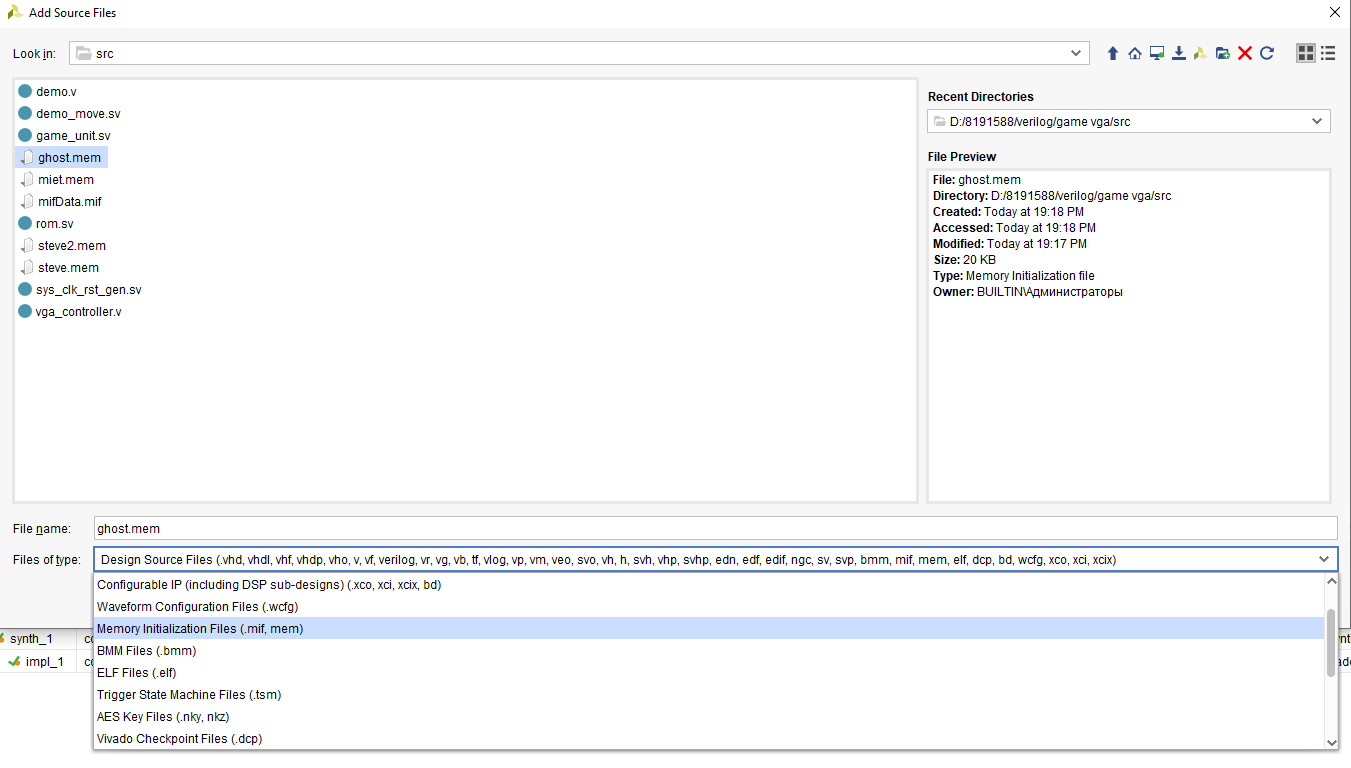 Add Source Files
Look in: src
demo.v
demo_move.sv
game_unit.sv
ghost.mem
miet.mem
mifData.mif
rom.sv
steve2.mem
steve.mem
sys_clk_rst_gen.sv
vga_controller.v
Recent Directories
D:/8191588/verilog/game vga/src
File Preview
File: ghost.mem
Directory: D:/8191588/verilog/game vga/src
Created: Today at 19:18 PM
Accessed: Today at 19:18 PM
Modified: Today at 19:17 PM
Size: 20 KB
Type: Memory Initialization file
Owner: BUILTIN\Администраторы
File name: ghost.mem
Files of type: Design Source Files (.vhd, vhdl, vhf, vhdp, vho, v, vf, verilog, vr, vg, vb, tf, vlog, vp, vm, veo, svo, vh, h, svh, vhp, svhp, edn, edf, edif, ngc, sv, svp, bmm, mif, mem, elf, dcp, bd, wcfg, xco, xci, xcix)
Configurable IP (including DSP sub-designs) (.xco, xci, xcix, bd)
Waveform Configuration Files (.wcfg)
Memory Initialization Files (.mif, mem)
BMM Files (.bmm)
ELF Files (.elf)
Trigger State Machine Files (.tsm)
AES Key Files (.nky, nkz)
Vivado Checkpoint Files (.dcp)
synth_1
impl_1